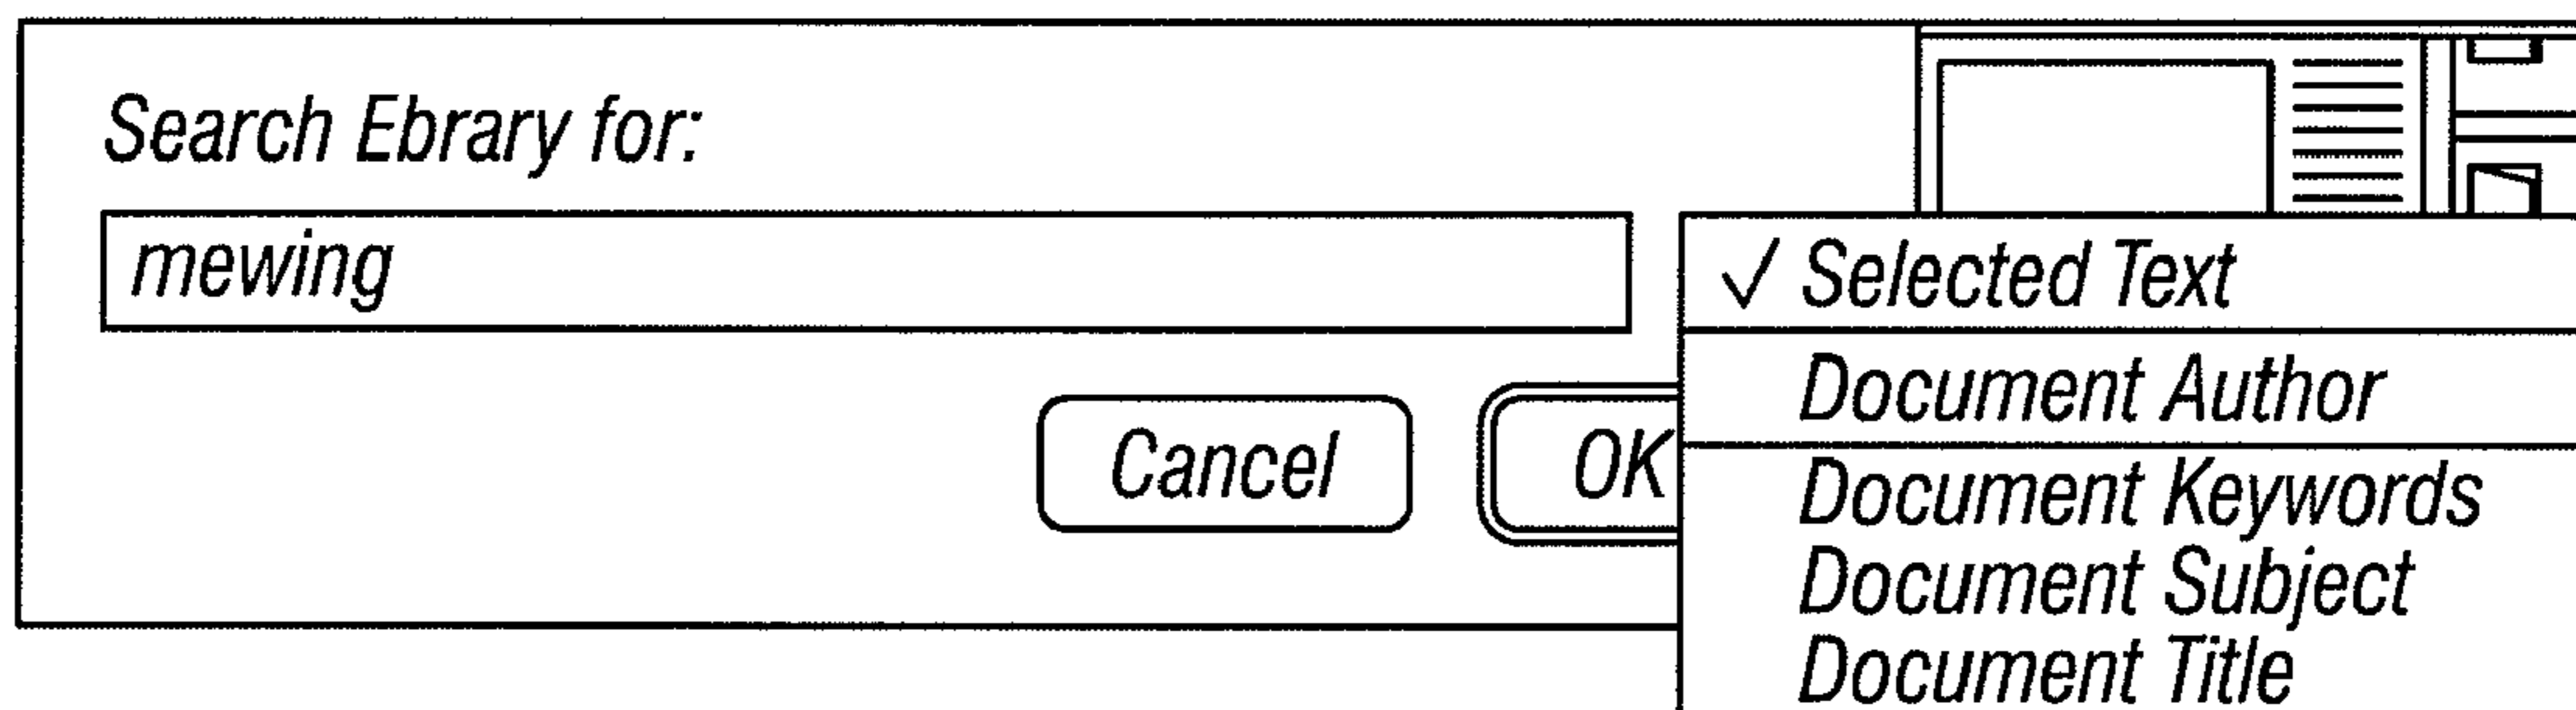 Search Ebrary for:
mewing
✓ Selected Text
Document Author
Cancel
OK
Document Keywords
Document Subject
Document Title